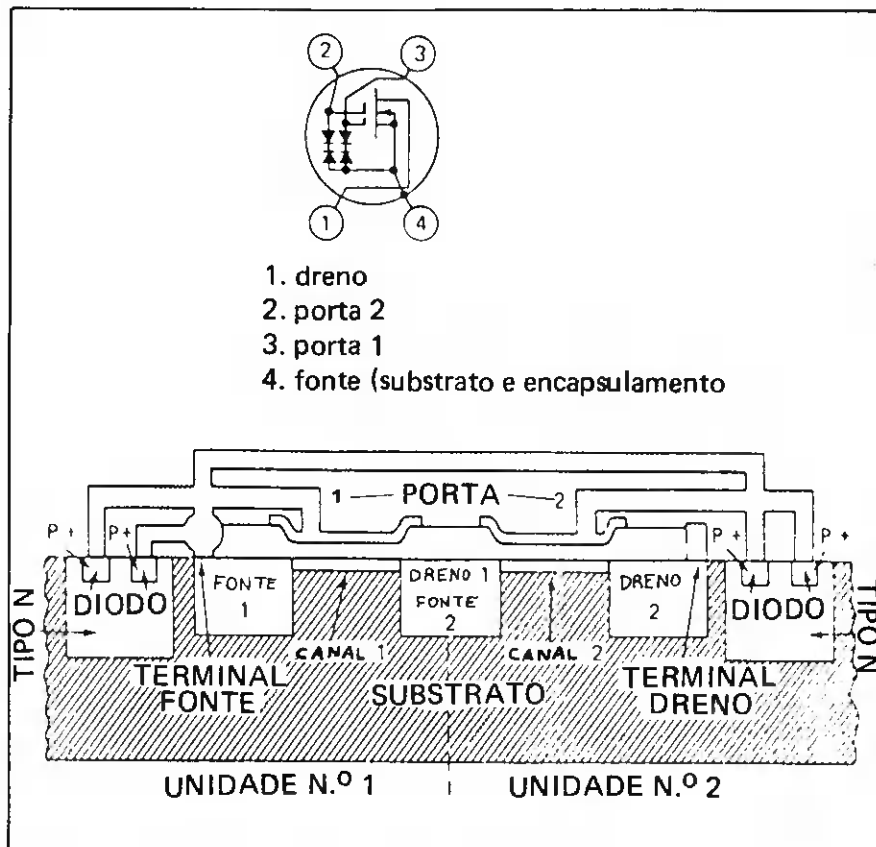 2 3
1 4
1. dreno
2. porta 2
3. porta 1
4. fonte (substrato e encapsulamento
1 PORTA 2
P + P + P + P +
DIODO FONTE 1 DRENO 1 FONTE 2 DRENO 2 DIODO
TIPO N TIPO N
CANAL 1 CANAL 2
TERMINAL FONTE SUBSTRATO TERMINAL DRENO
UNIDADE N.º 1 UNIDADE N.º 2